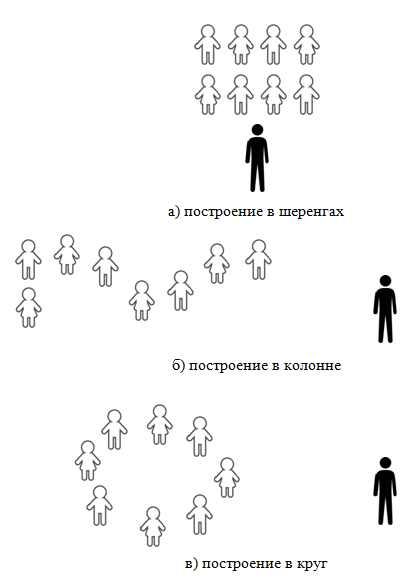 а) построение в шеренгах
б) построение в колонне
в) построение в круг